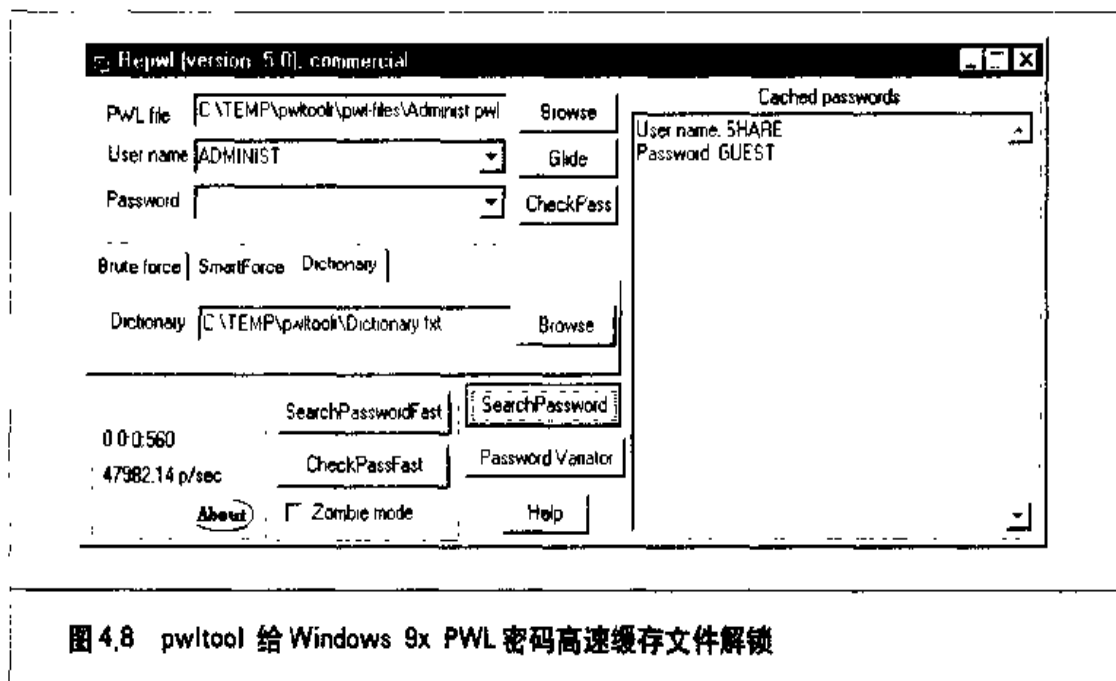 Repwl (version 5.0), commercial
PWL file C:\TEMP\pwltoolr\pwl-files\Administ pwl Browse
User name ADMINIST Glide
Password CheckPass
Brute force SmartForce Dictionary
Dictionary C:\TEMP\pwltoolr\Dictionary.txt Browse
SearchPasswordFast SearchPassword
0:0:0:560
47982.14 p/sec
CheckPassFast Password Variator
About Zombie mode Help
Cached passwords
User name: SHARE
Password GUEST
图 4.8 pwltool 给 Windows 9x PWL 密码高速缓存文件解锁